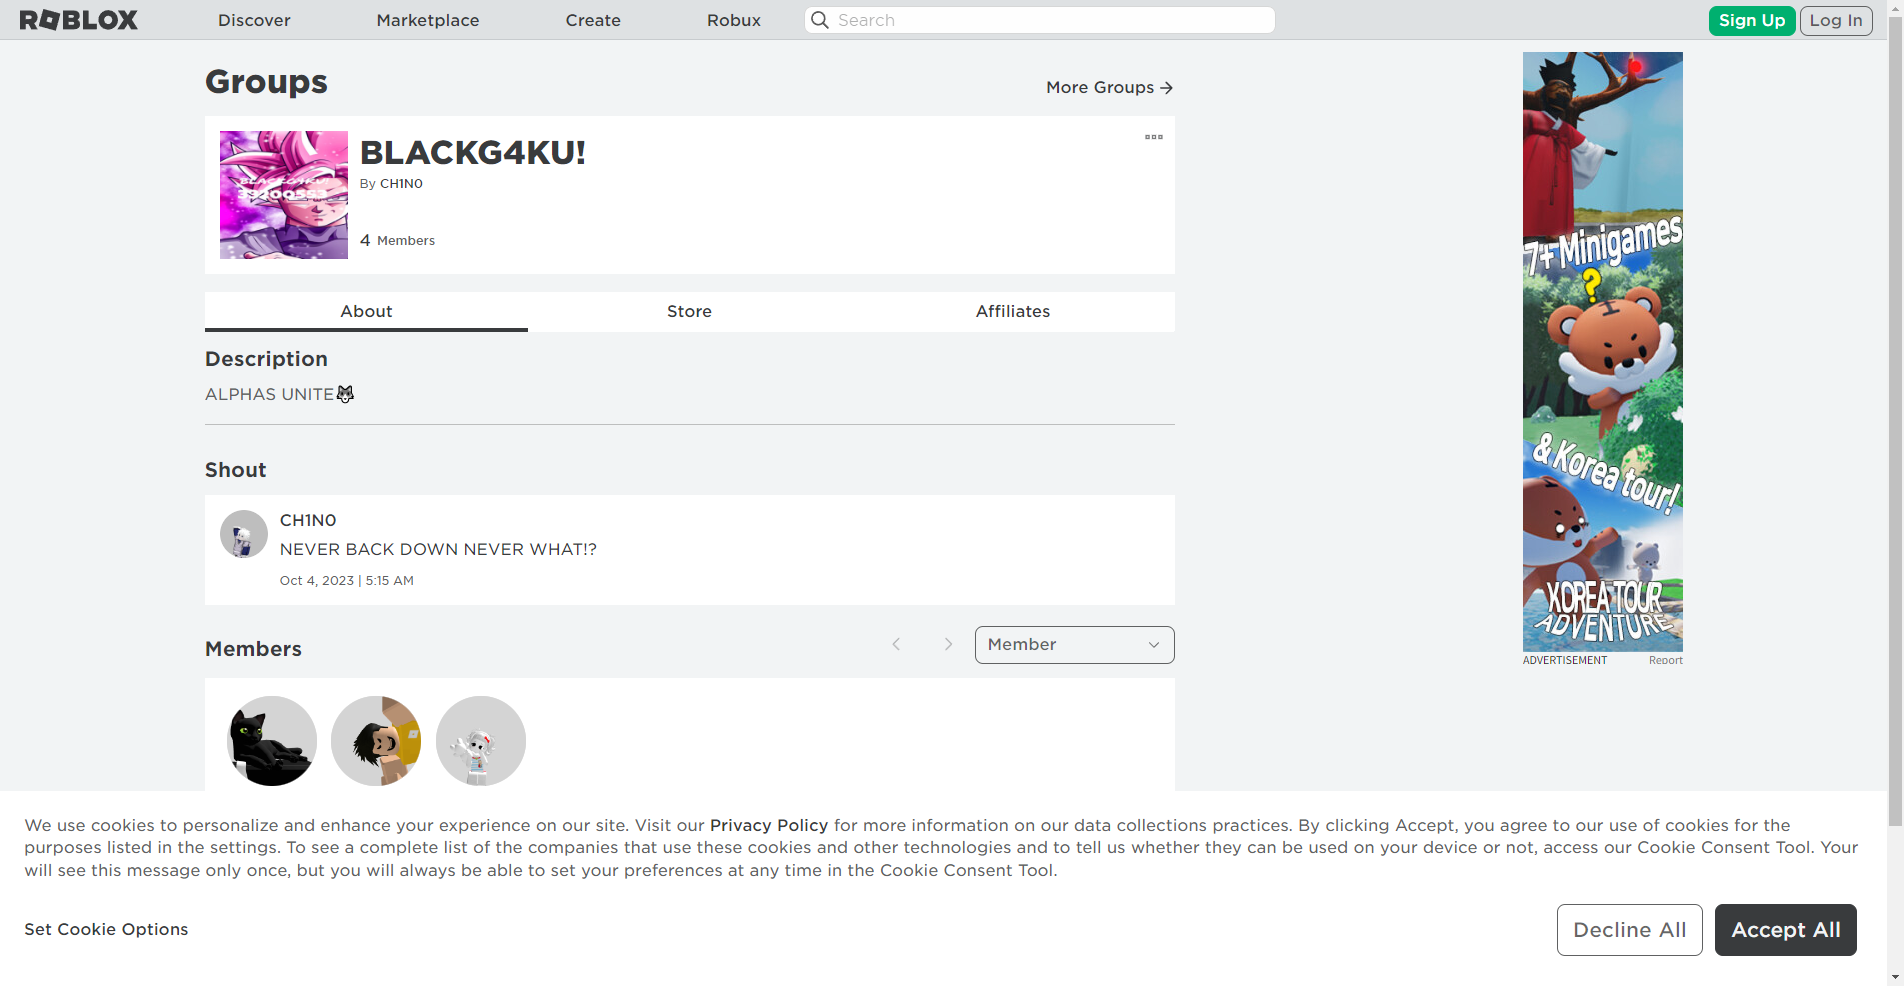 ROBLOX
Discover
Marketplace
Create
Robux
Search
Sign Up
Log In
Groups
More Groups
BLACKG4KU!
By CH1N0
4 Members
About
Store
Affiliates
Description
ALPHAS UNITE🐺
Shout
CH1N0
NEVER BACK DOWN NEVER WHAT!?
Oct 4, 2023 | 5:15 AM
Members
Member
7+ Minigames
& Korea tour!
KOREA TOUR
ADVENTURE
ADVERTISEMENT
Report
We use cookies to personalize and enhance your experience on our site. Visit our Privacy Policy for more information on our data collections practices. By clicking Accept, you agree to our use of cookies for the
purposes listed in the settings. To see a complete list of the companies that use these cookies and other technologies and to tell us whether they can be used on your device or not, access our Cookie Consent Tool. Your
will see this message only once, but you will always be able to set your preferences at any time in the Cookie Consent Tool.
Set Cookie Options
Decline All
Accept All